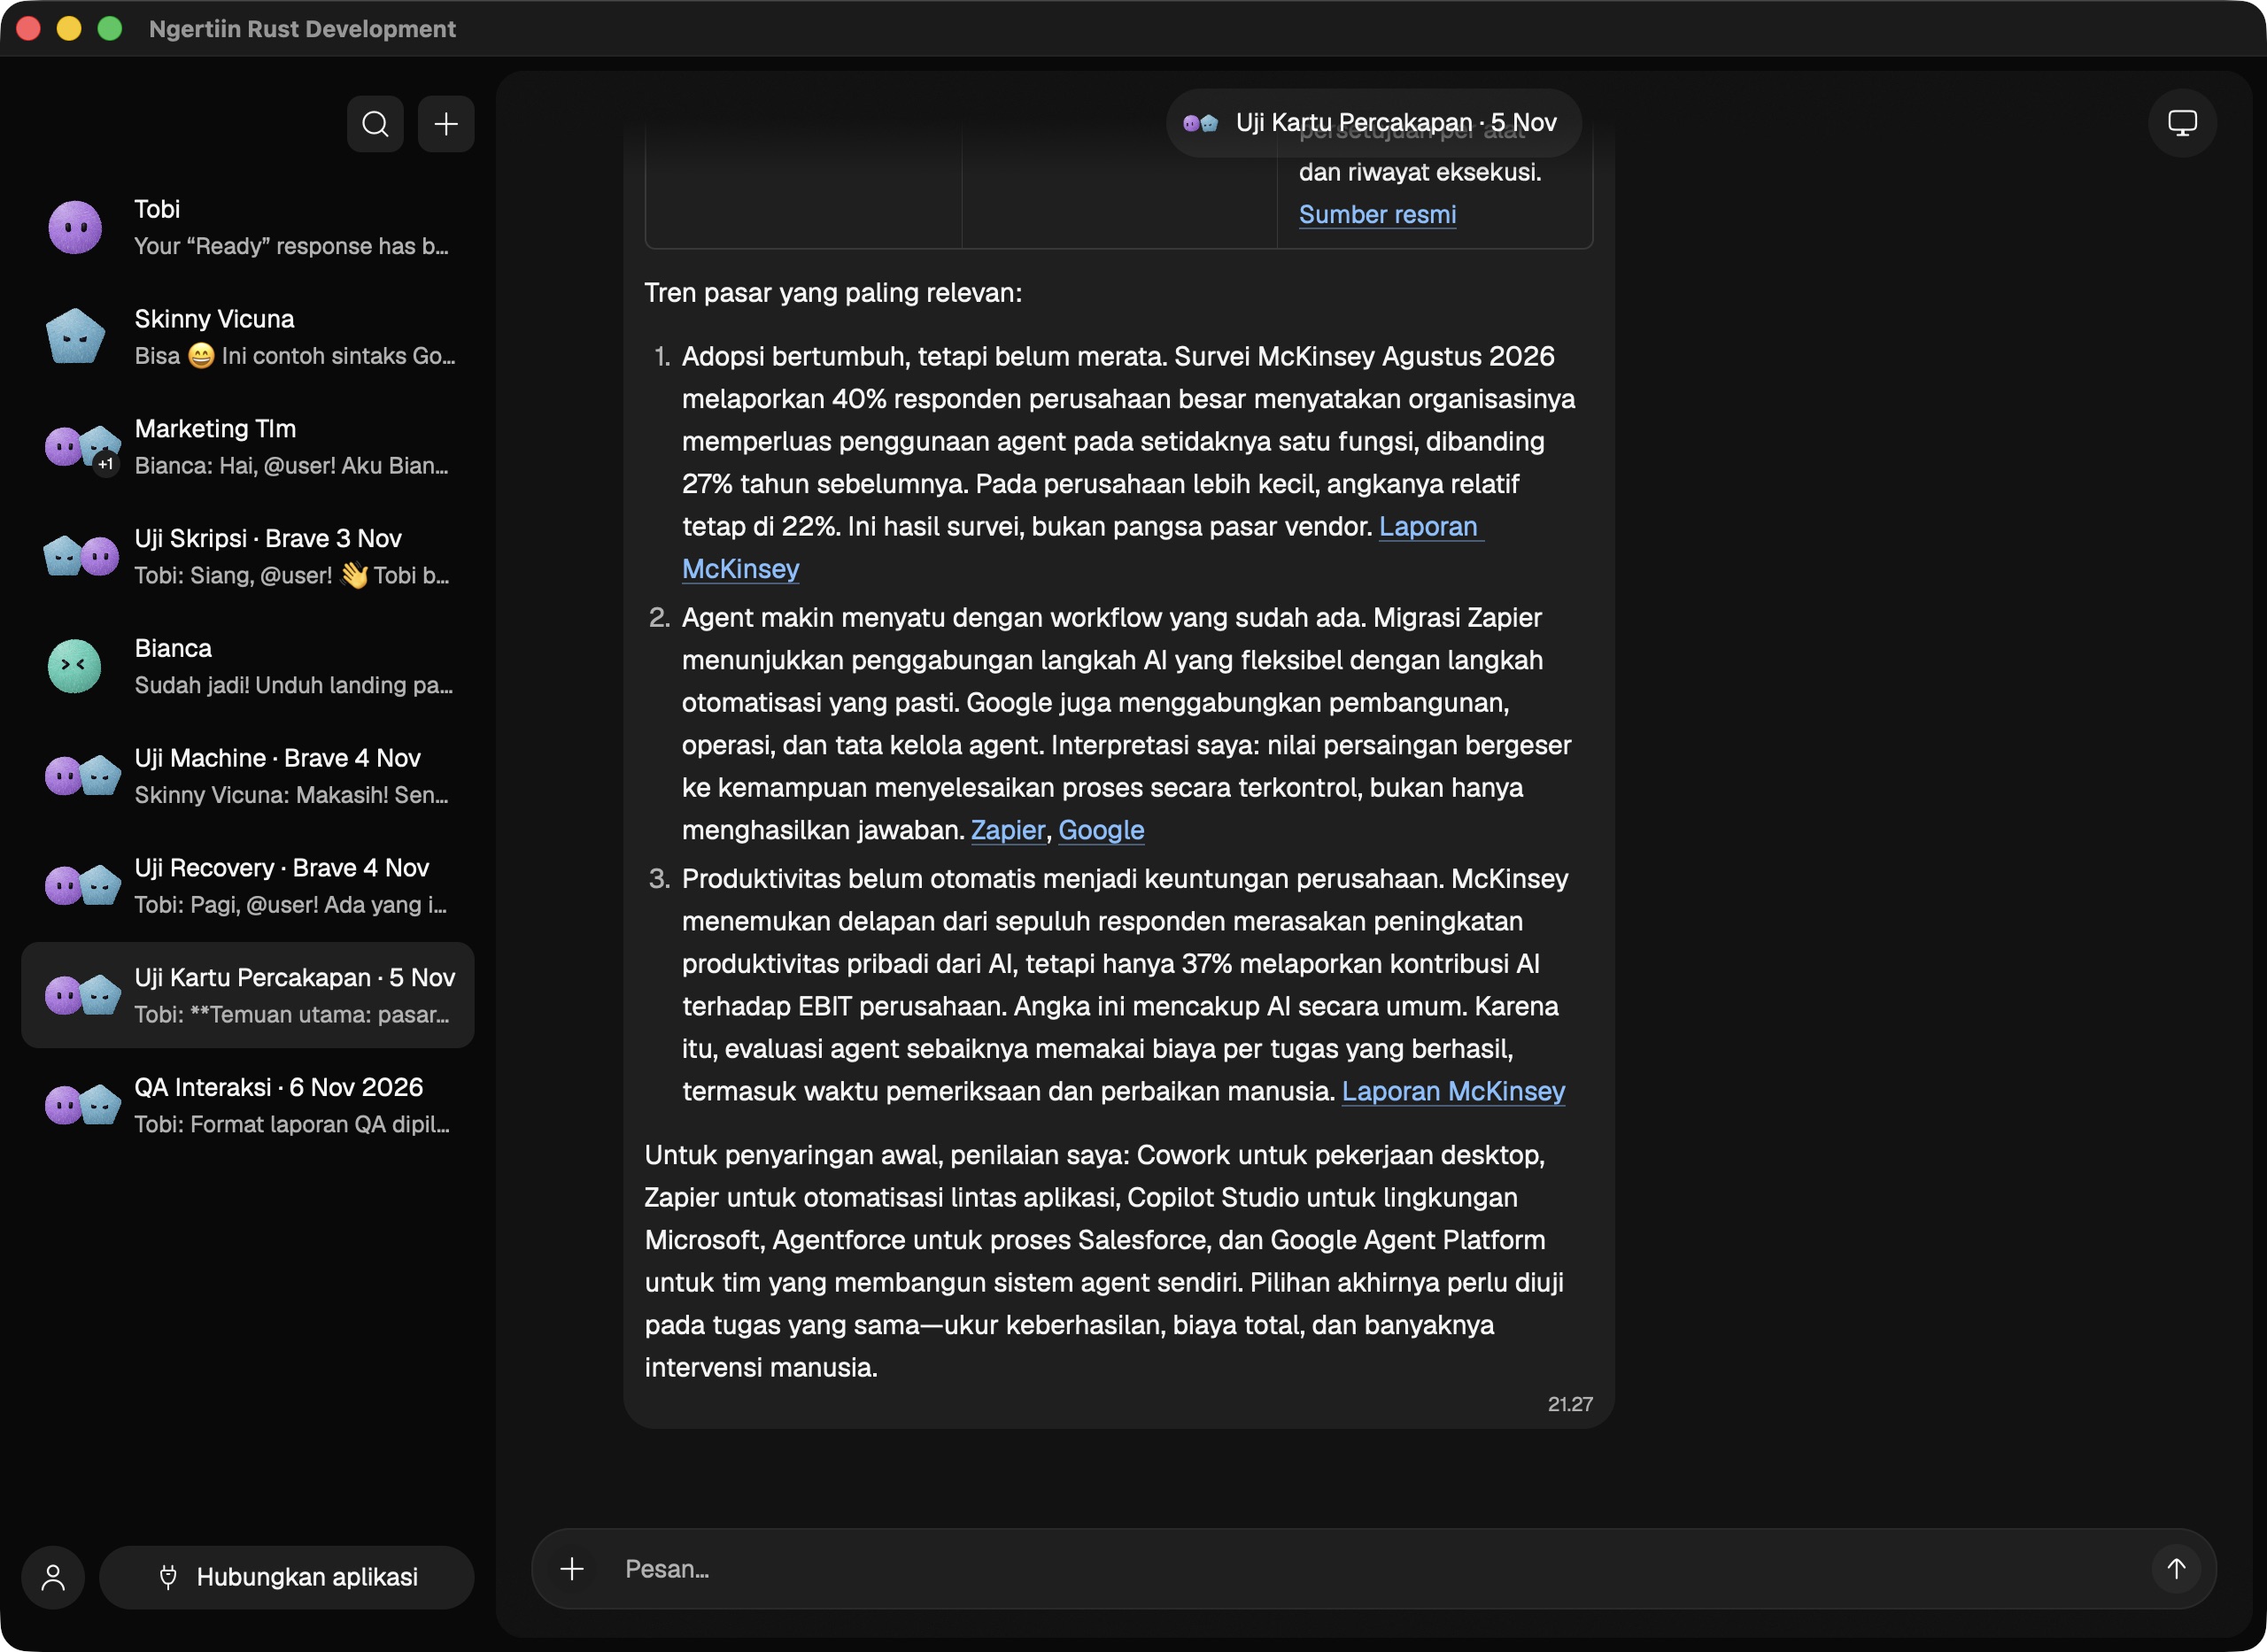 Ngertiin Rust Development
Tobi
Your “Ready” response has b...
Skinny Vicuna
Bisa 😄 Ini contoh sintaks Go...
Marketing TIm
+1
Bianca: Hai, @user! Aku Bian...
Uji Skripsi · Brave 3 Nov
Tobi: Siang, @user! 👋 Tobi b...
Bianca
Sudah jadi! Unduh landing pa...
Uji Machine · Brave 4 Nov
Skinny Vicuna: Makasih! Sen...
Uji Recovery · Brave 4 Nov
Tobi: Pagi, @user! Ada yang i...
Uji Kartu Percakapan · 5 Nov
Tobi: **Temuan utama: pasar...
QA Interaksi · 6 Nov 2026
Tobi: Format laporan QA dipil...
Hubungkan aplikasi
Uji Kartu Percakapan · 5 Nov
persetujuan per alat
dan riwayat eksekusi.
Sumber resmi
Tren pasar yang paling relevan:
1. Adopsi bertumbuh, tetapi belum merata. Survei McKinsey Agustus 2026
melaporkan 40% responden perusahaan besar menyatakan organisasinya
memperluas penggunaan agent pada setidaknya satu fungsi, dibanding
27% tahun sebelumnya. Pada perusahaan lebih kecil, angkanya relatif
tetap di 22%. Ini hasil survei, bukan pangsa pasar vendor. Laporan
McKinsey
2. Agent makin menyatu dengan workflow yang sudah ada. Migrasi Zapier
menunjukkan penggabungan langkah AI yang fleksibel dengan langkah
otomatisasi yang pasti. Google juga menggabungkan pembangunan,
operasi, dan tata kelola agent. Interpretasi saya: nilai persaingan bergeser
ke kemampuan menyelesaikan proses secara terkontrol, bukan hanya
menghasilkan jawaban. Zapier, Google
3. Produktivitas belum otomatis menjadi keuntungan perusahaan. McKinsey
menemukan delapan dari sepuluh responden merasakan peningkatan
produktivitas pribadi dari AI, tetapi hanya 37% melaporkan kontribusi AI
terhadap EBIT perusahaan. Angka ini mencakup AI secara umum. Karena
itu, evaluasi agent sebaiknya memakai biaya per tugas yang berhasil,
termasuk waktu pemeriksaan dan perbaikan manusia. Laporan McKinsey
Untuk penyaringan awal, penilaian saya: Cowork untuk pekerjaan desktop,
Zapier untuk otomatisasi lintas aplikasi, Copilot Studio untuk lingkungan
Microsoft, Agentforce untuk proses Salesforce, dan Google Agent Platform
untuk tim yang membangun sistem agent sendiri. Pilihan akhirnya perlu diuji
pada tugas yang sama—ukur keberhasilan, biaya total, dan banyaknya
intervensi manusia.
21.27
Pesan...